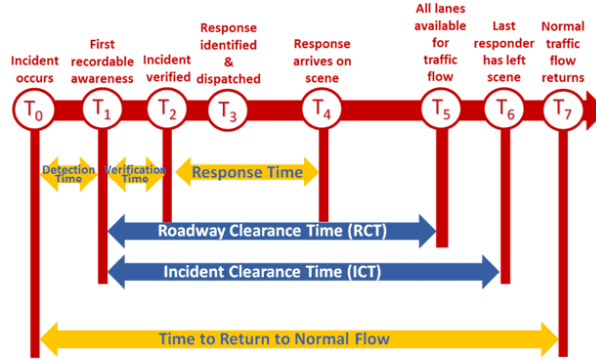 Incident
occurs
First
recordable
awareness
Incident
verified
Response
identified
&
dispatched
Response
arrives on
scene
All lanes
available
for
traffic
flow
Last
responder
has left
scene
Normal
traffic
flow
returns
T0
T1
T2
T3
T4
T5
T6
T7
Detection
Time
Verification
Time
Response Time
Roadway Clearance Time (RCT)
Incident Clearance Time (ICT)
Time to Return to Normal Flow